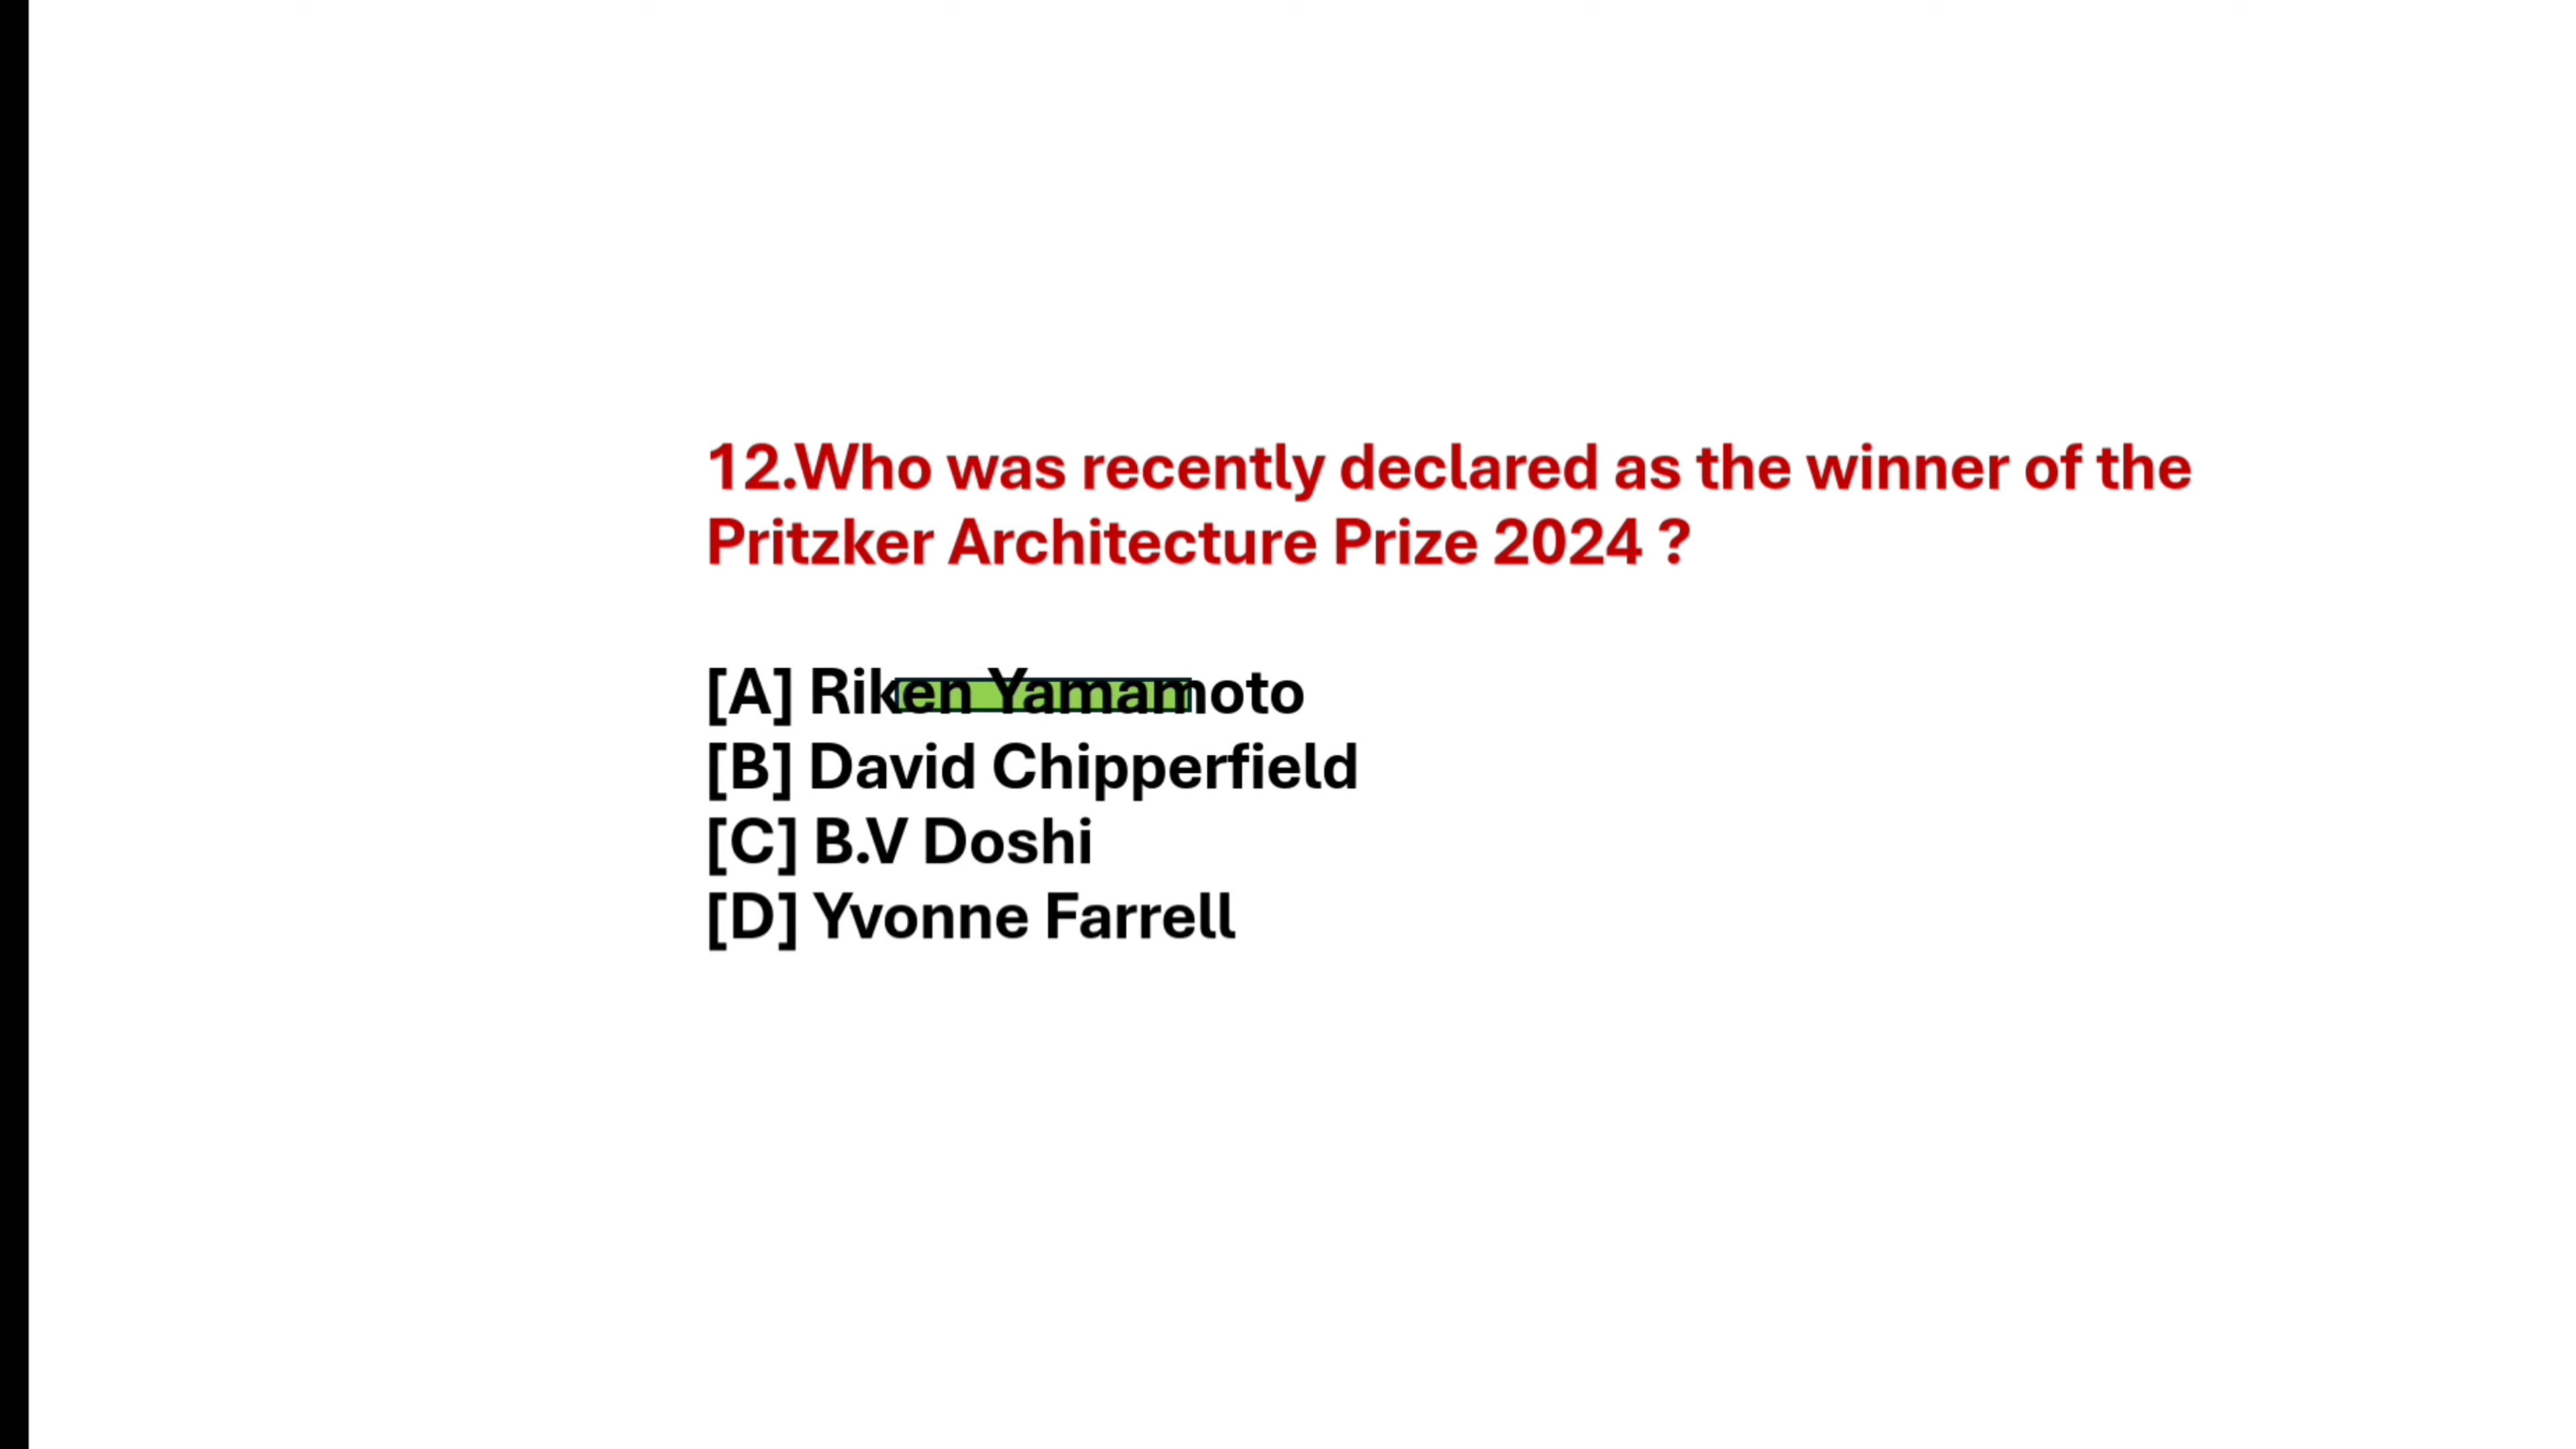 12.Who was recently declared as the winner of the
Pritzker Architecture Prize 2024 ?
[A] Riken Yamamoto
[B] David Chipperfield
[C] B.V Doshi
[D] Yvonne Farrell